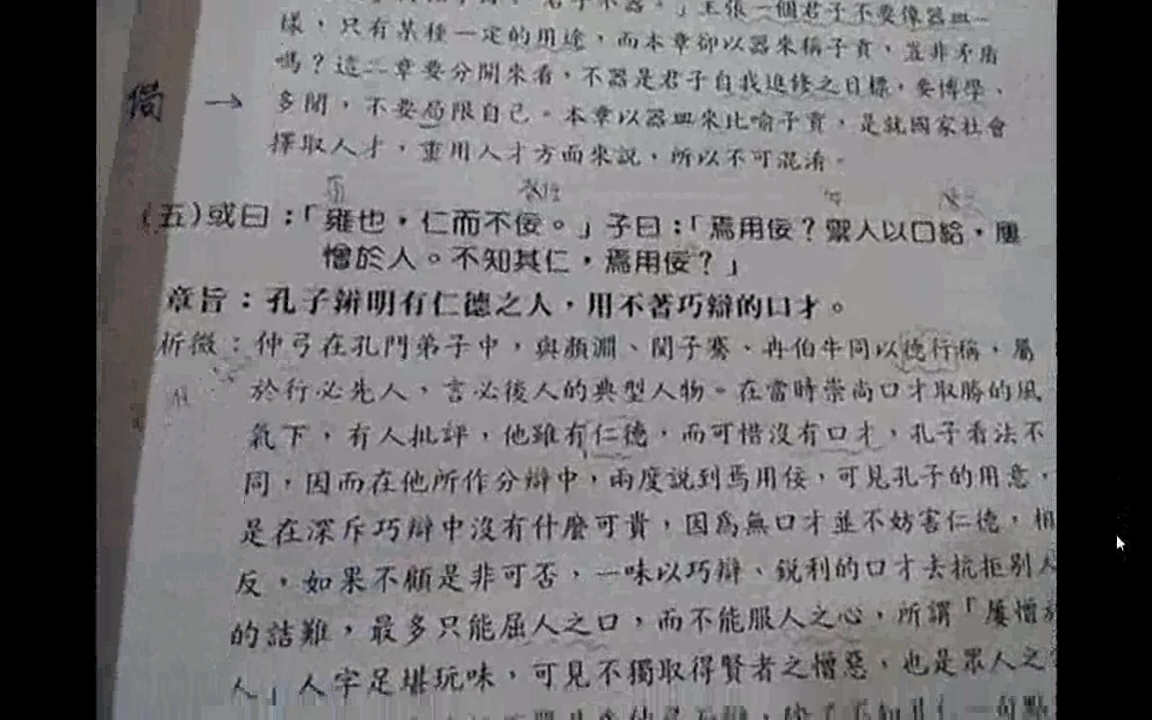 君子不器。」主張一個君子不要像器皿一
樣，只有某種一定的用途，而本章卻以器來稱子貢，豈非矛盾
嗎？這二章要分開來看，不器是君子自我進修之目標，要博學、
多聞，不要局限自己。本章以器皿來比喻子貢，是就國家社會
擇取人才，重用人才方面來說，所以不可混淆。
(五)或曰：「雍也，仁而不佞。」子曰：「焉用佞？禦人以口給，屢
憎於人。不知其仁，焉用佞？」
章旨：孔子辨明有仁德之人，用不著巧辯的口才。
析微：仲弓在孔門弟子中，與顏淵、閔子騫、冉伯牛同以德行稱，屬
於行必先人，言必後人的典型人物。在當時崇尚口才取勝的風
氣下，有人批評，他雖有仁德，而可惜沒有口才，孔子看法不
同，因而在他所作分辯中，兩度說到焉用佞，可見孔子的用意，
是在深斥巧辯中沒有什麼可貴，因為無口才並不妨害仁德，相
反，如果不顧是非可否，一味以巧辯、銳利的口才去抗拒別人
的詰難，最多只能屈人之口，而不能服人之心，所謂「屢憎於
人」人字足堪玩味，可見不獨取得賢者之憎惡，也是眾人之